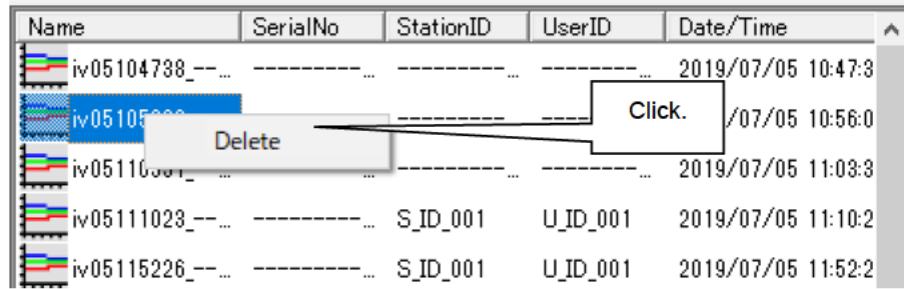 Name SerialNo StationID UserID Date/Time
iv05104738_--… ---------… ---------… ---------… 2019/07/05 10:47:3
iv05105 --------- ---- /07/05 10:56:0
Click.
Delete
… ---------… ---------… 2019/07/05 11:03:3
iv05111023_--… ---------… S_ID_001 U_ID_001 2019/07/05 11:10:2
iv05115226_--… ---------… S_ID_001 U_ID_001 2019/07/05 11:52:2